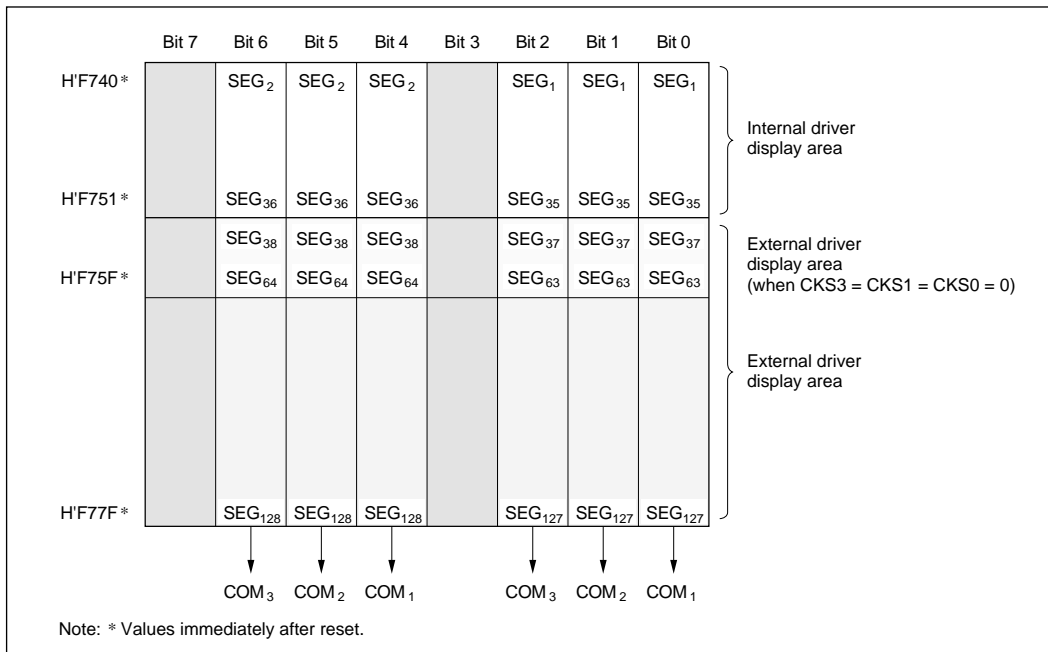 Bit 7 Bit 6 Bit 5 Bit 4 Bit 3 Bit 2 Bit 1 Bit 0
H'F740 * SEG2 SEG2 SEG2 SEG1 SEG1 SEG1
Internal driver
display area
H'F751 * SEG36 SEG36 SEG36 SEG35 SEG35 SEG35
SEG38 SEG38 SEG38 SEG37 SEG37 SEG37
External driver
display area
(when CKS3 = CKS1 = CKS0 = 0)
H'F75F * SEG64 SEG64 SEG64 SEG63 SEG63 SEG63
External driver
display area
H'F77F * SEG128 SEG128 SEG128 SEG127 SEG127 SEG127
COM3 COM2 COM1 COM3 COM2 COM1
Note: * Values immediately after reset.